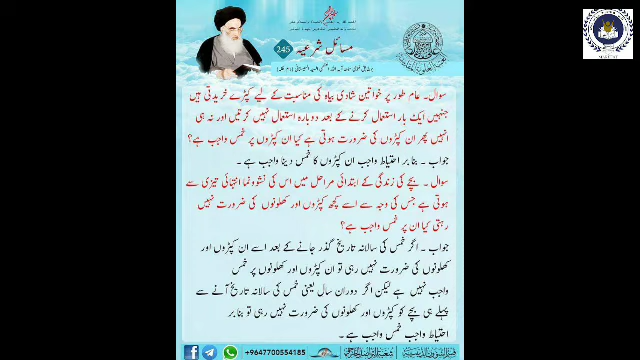 مسائل شرعیہ
245
سوال۔ عام طور پر خواتین شادی بیاہ کی مناسبت کے لیے کپڑے خریدتی ہیں
جنہیں ایک بار استعمال کرنے کے بعد دوبارہ استعمال نہیں کرتیں اور نہ ہی
انہیں پھر ان کپڑوں کی ضرورت ہوتی ہے کیا ان کپڑوں پر خمس واجب ہے؟
جواب ۔ بنابر احتیاط واجب ان کپڑوں کا خمس دینا واجب ہے ۔
سوال ۔ بچے کی زندگی کے ابتدائی مراحل میں اس کی نشوونما انتہائی تیزی سے
ہوتی ہے جس کی وجہ سے اسے کچھ کپڑوں اور کھلونوں کی ضرورت نہیں
رہتی کیا ان پر خمس واجب ہے؟
جواب ۔ اگر خمس کی سالانہ تاریخ گذر جانے کے بعد اسے ان کپڑوں اور
کھلونوں کی ضرورت نہیں رہی تو ان کپڑوں اور کھلونوں پر خمس
واجب نہیں ہے لیکن اگر دوران سال یعنی خمس کی سالانہ تاریخ آنے سے
پہلے ہی بچے کو کپڑوں اور کھلونوں کی ضرورت نہیں رہی تو بنابر
احتیاط واجب خمس واجب ہے ۔
+9647700554185